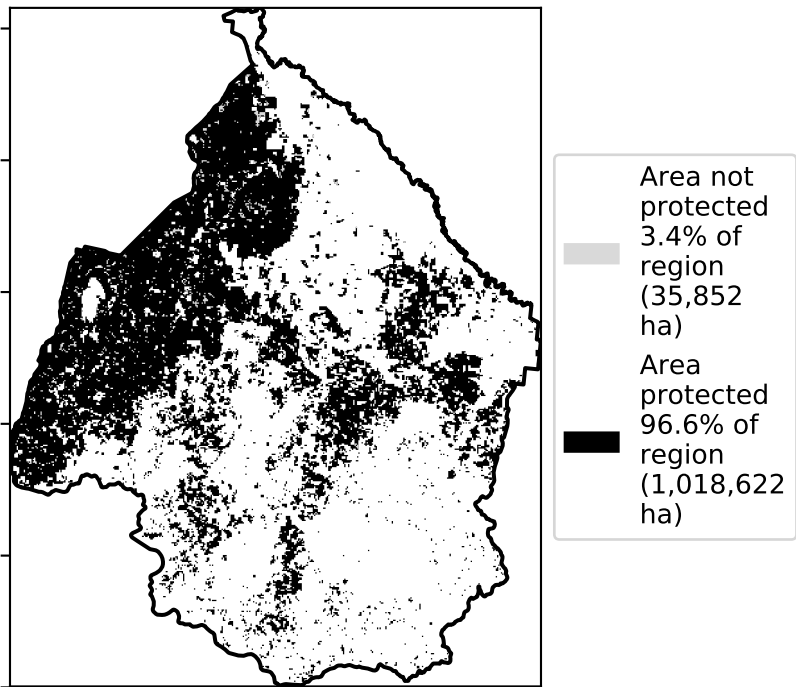 Area not
protected
3.4% of
region
(35,852
ha)
Area
protected
96.6% of
region
(1,018,622
ha)